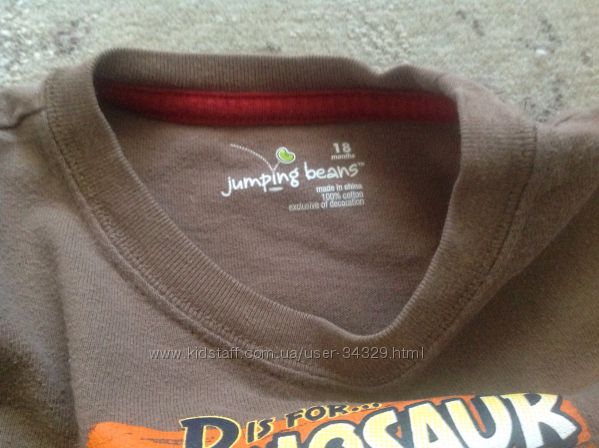 18
months
jumping beans™
made in china
100% cotton
exclusive of decoration
www.kidstaff.com.ua/user-34329.html
IS FOR...
DINOSAUR